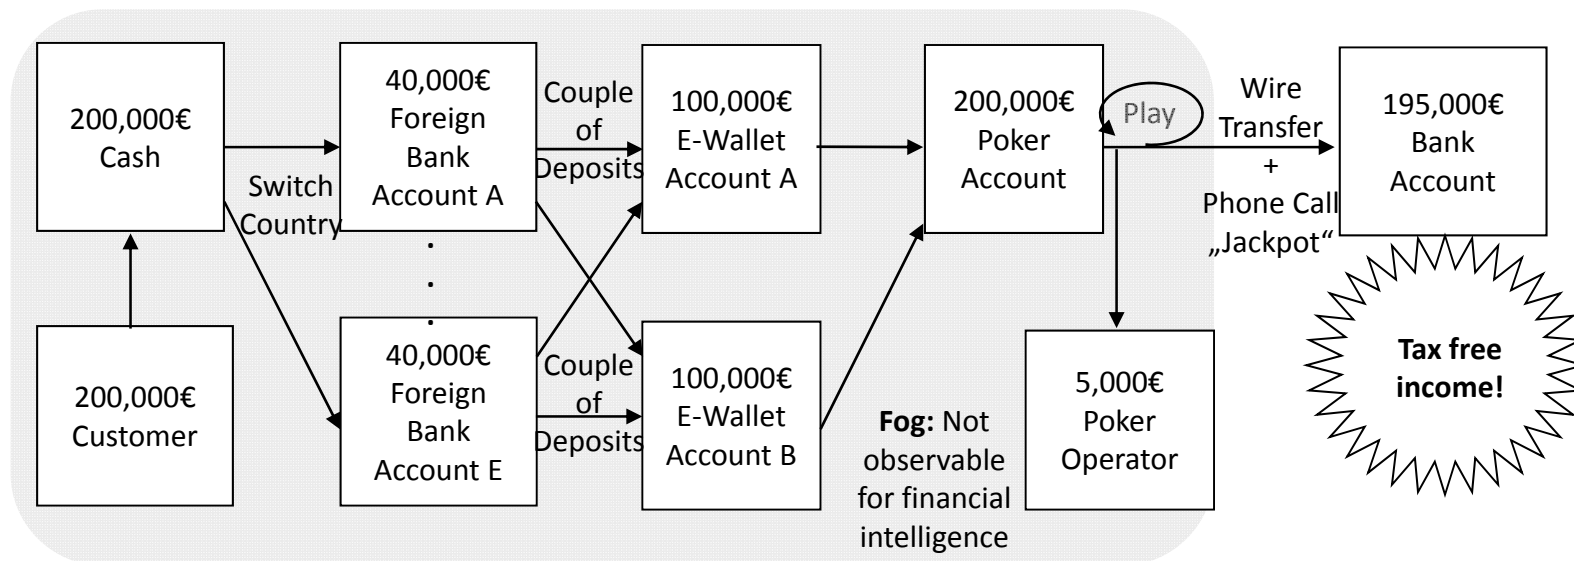 200,000€
Cash
200,000€
Customer
Switch
Country
40,000€
Foreign
Bank
Account A
.
.
.
.
40,000€
Foreign
Bank
Account E
Couple
of
Deposits
Couple
of
Deposits
100,000€
E-Wallet
Account A
100,000€
E-Wallet
Account B
200,000€
Poker
Account
Fog: Not
observable
for financial
intelligence
Play
5,000€
Poker
Operator
Wire
Transfer
+
Phone Call
„Jackpot“
195,000€
Bank
Account
Tax free
income!